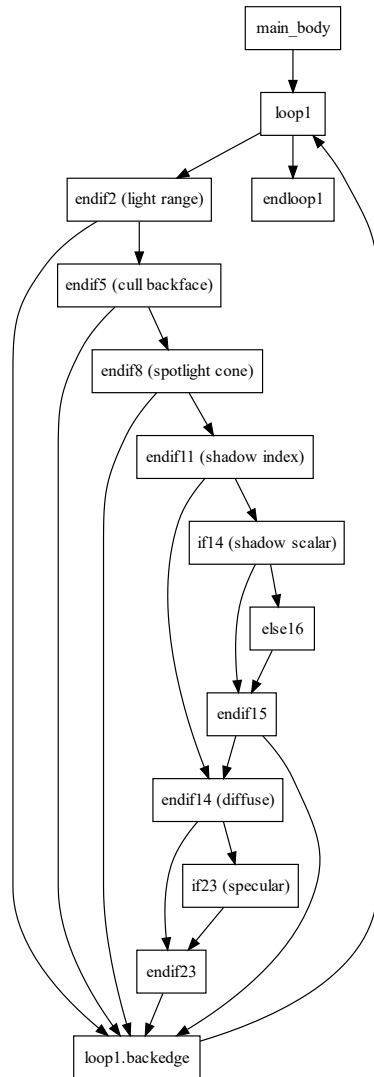 main_body
loop1
endif2 (light range)
endloop1
endif5 (cull backface)
endif8 (spotlight cone)
endif11 (shadow index)
if14 (shadow scalar)
else16
endif15
endif14 (diffuse)
if23 (specular)
endif23
loop1.backedge